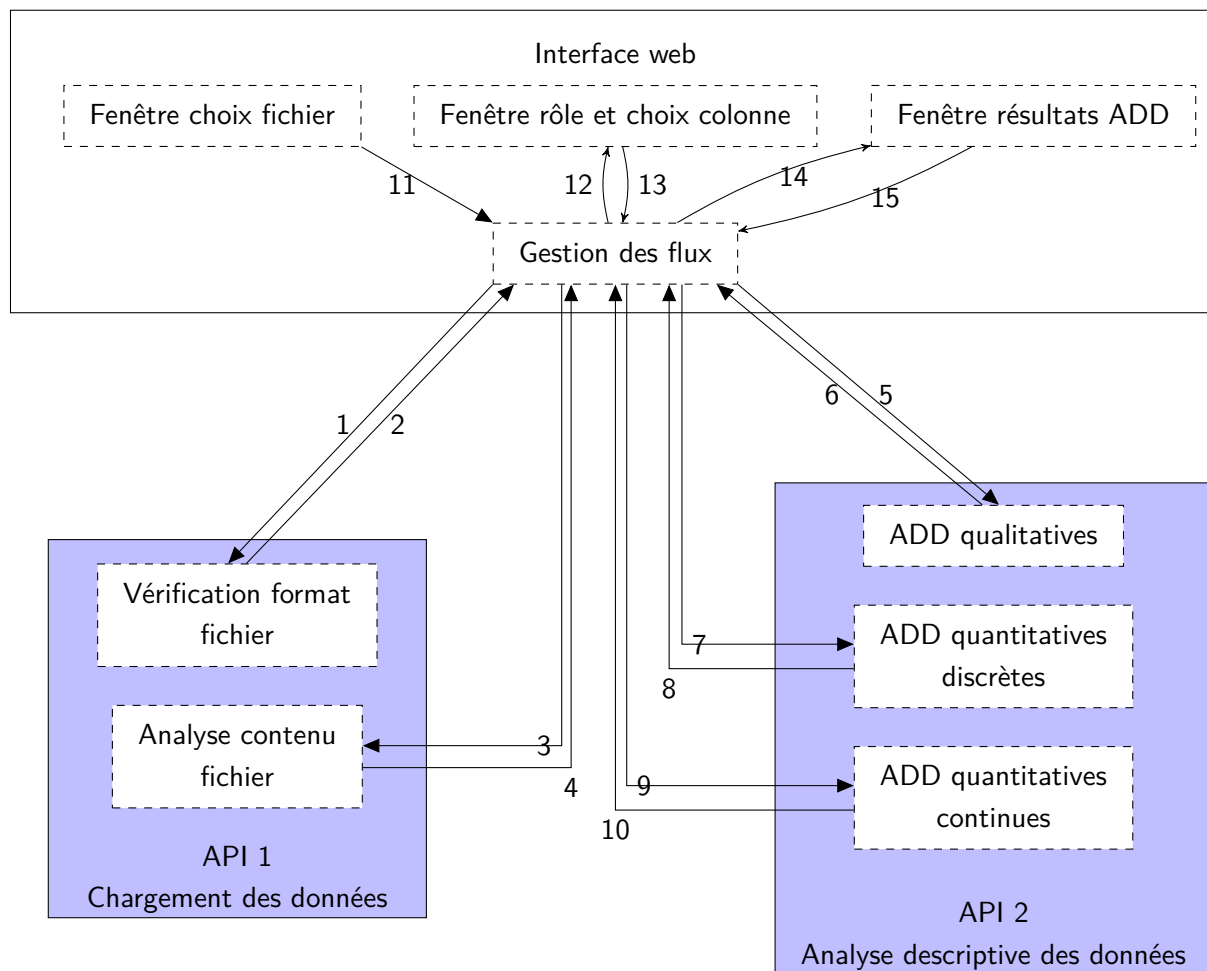 Interface web
Fenêtre choix fichier
Fenêtre rôle et choix colonne
Fenêtre résultats ADD
11
12
13
14
15
Gestion des flux
1
2
6
5
ADD qualitatives
Vérification format
fichier
ADD quantitatives
discrètes
7
8
Analyse contenu
fichier
3
4
ADD quantitatives
continues
9
10
API 1
Chargement des données
API 2
Analyse descriptive des données